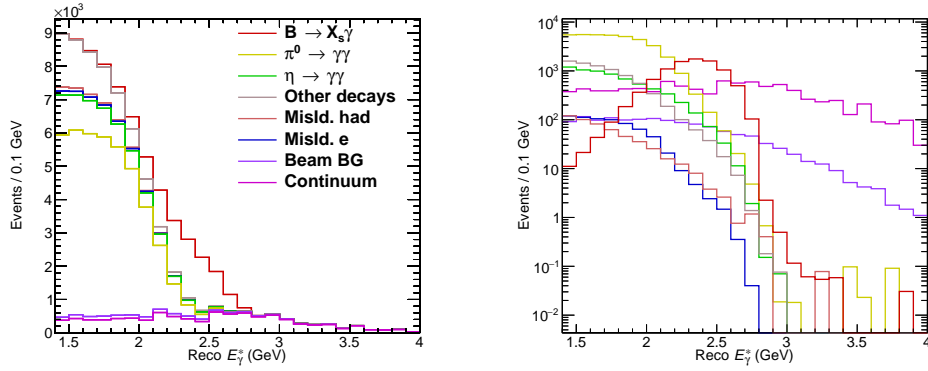 ×10³
9
8
7
6
5
4
3
2
1
0
Events / 0.1 GeV
1.5 2 2.5 3 3.5 4
Reco E*γ (GeV)
B → Xsγ
π⁰ → γγ
η → γγ
Other decays
MisId. had
MisId. e
Beam BG
Continuum
10⁴
10³
10²
10
1
10⁻¹
10⁻²
Events / 0.1 GeV
1.5 2 2.5 3 3.5 4
Reco E*γ (GeV)